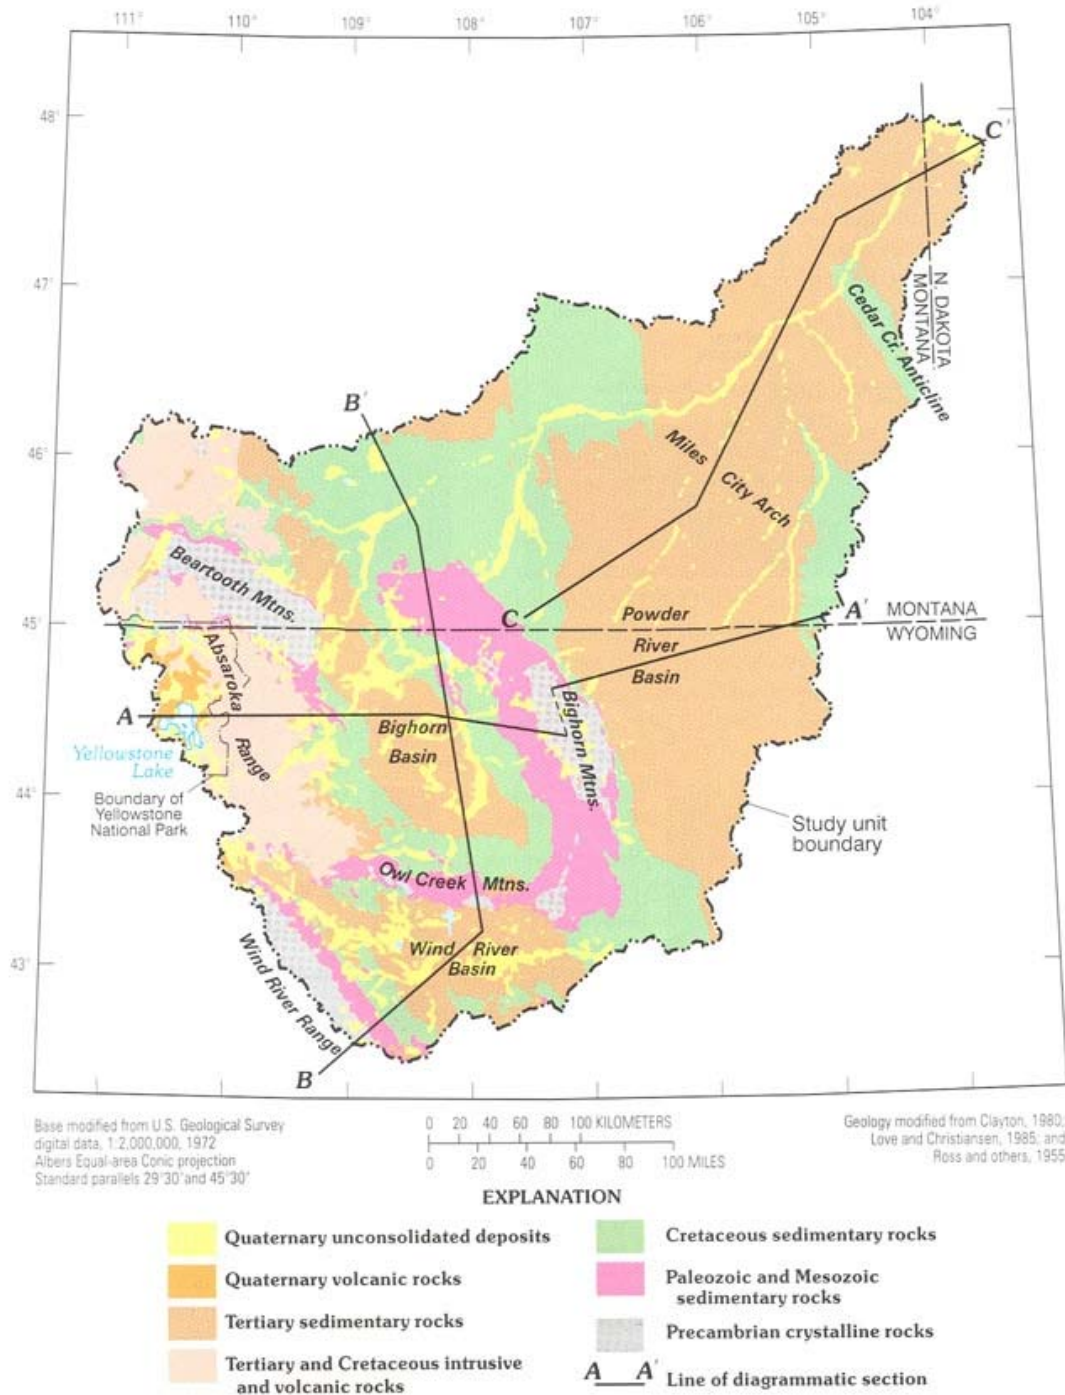 111°
110°
109°
108°
107°
106°
105°
104°
48°
47°
46°
45°
44°
43°
C'
N. DAKOTA
MONTANA
Cedar Cr. Anticline
B'
Miles City Arch
Beartooth Mtns.
C
Powder
River
Basin
A'
MONTANA
WYOMING
Absaroka
Range
A
Bighorn
Basin
Bighorn Mtns.
Yellowstone
Lake
Boundary of
Yellowstone
National Park
Study unit
boundary
Owl Creek Mtns.
Wind River
Basin
Wind River Range
B
Base modified from U.S. Geological Survey
digital data, 1:2,000,000, 1972
Albers Equal-area Conic projection
Standard parallels 29°30' and 45°30'
0 20 40 60 80 100 KILOMETERS
0 20 40 60 80 100 MILES
Geology modified from Clayton, 1980;
Love and Christiansen, 1985; and
Ross and others, 1955
EXPLANATION
Quaternary unconsolidated deposits
Quaternary volcanic rocks
Tertiary sedimentary rocks
Tertiary and Cretaceous intrusive
and volcanic rocks
Cretaceous sedimentary rocks
Paleozoic and Mesozoic
sedimentary rocks
Precambrian crystalline rocks
A A' Line of diagrammatic section